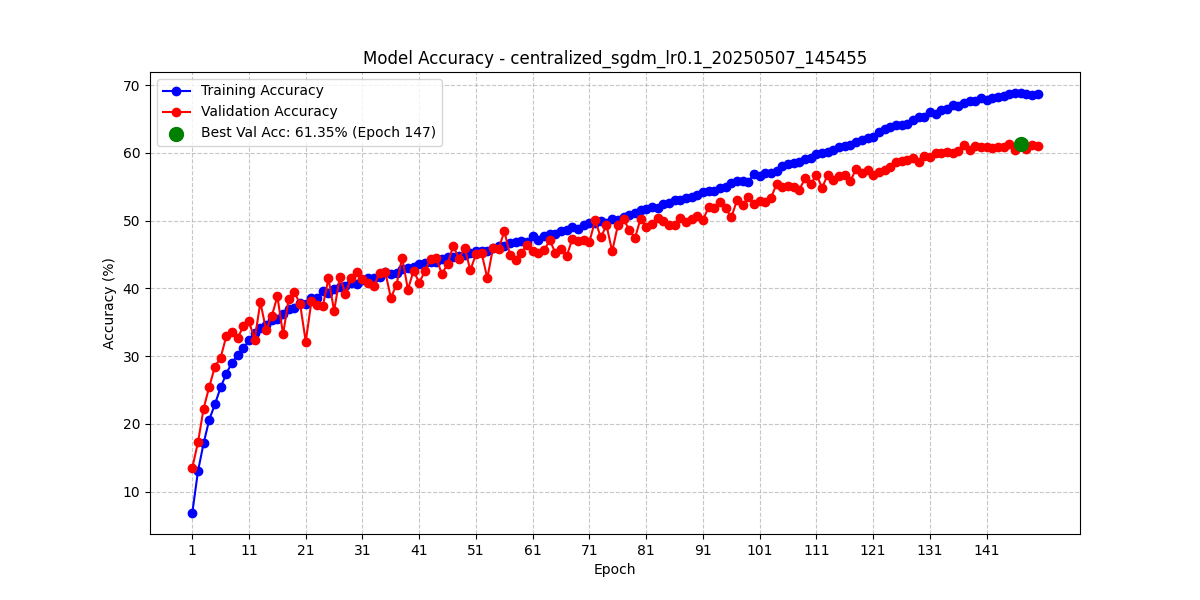 Model Accuracy - centralized_sgdm_lr0.1_20250507_145455
Training Accuracy
Validation Accuracy
Best Val Acc: 61.35% (Epoch 147)
Accuracy (%)
70
60
50
40
30
20
10
1 11 21 31 41 51 61 71 81 91 101 111 121 131 141
Epoch